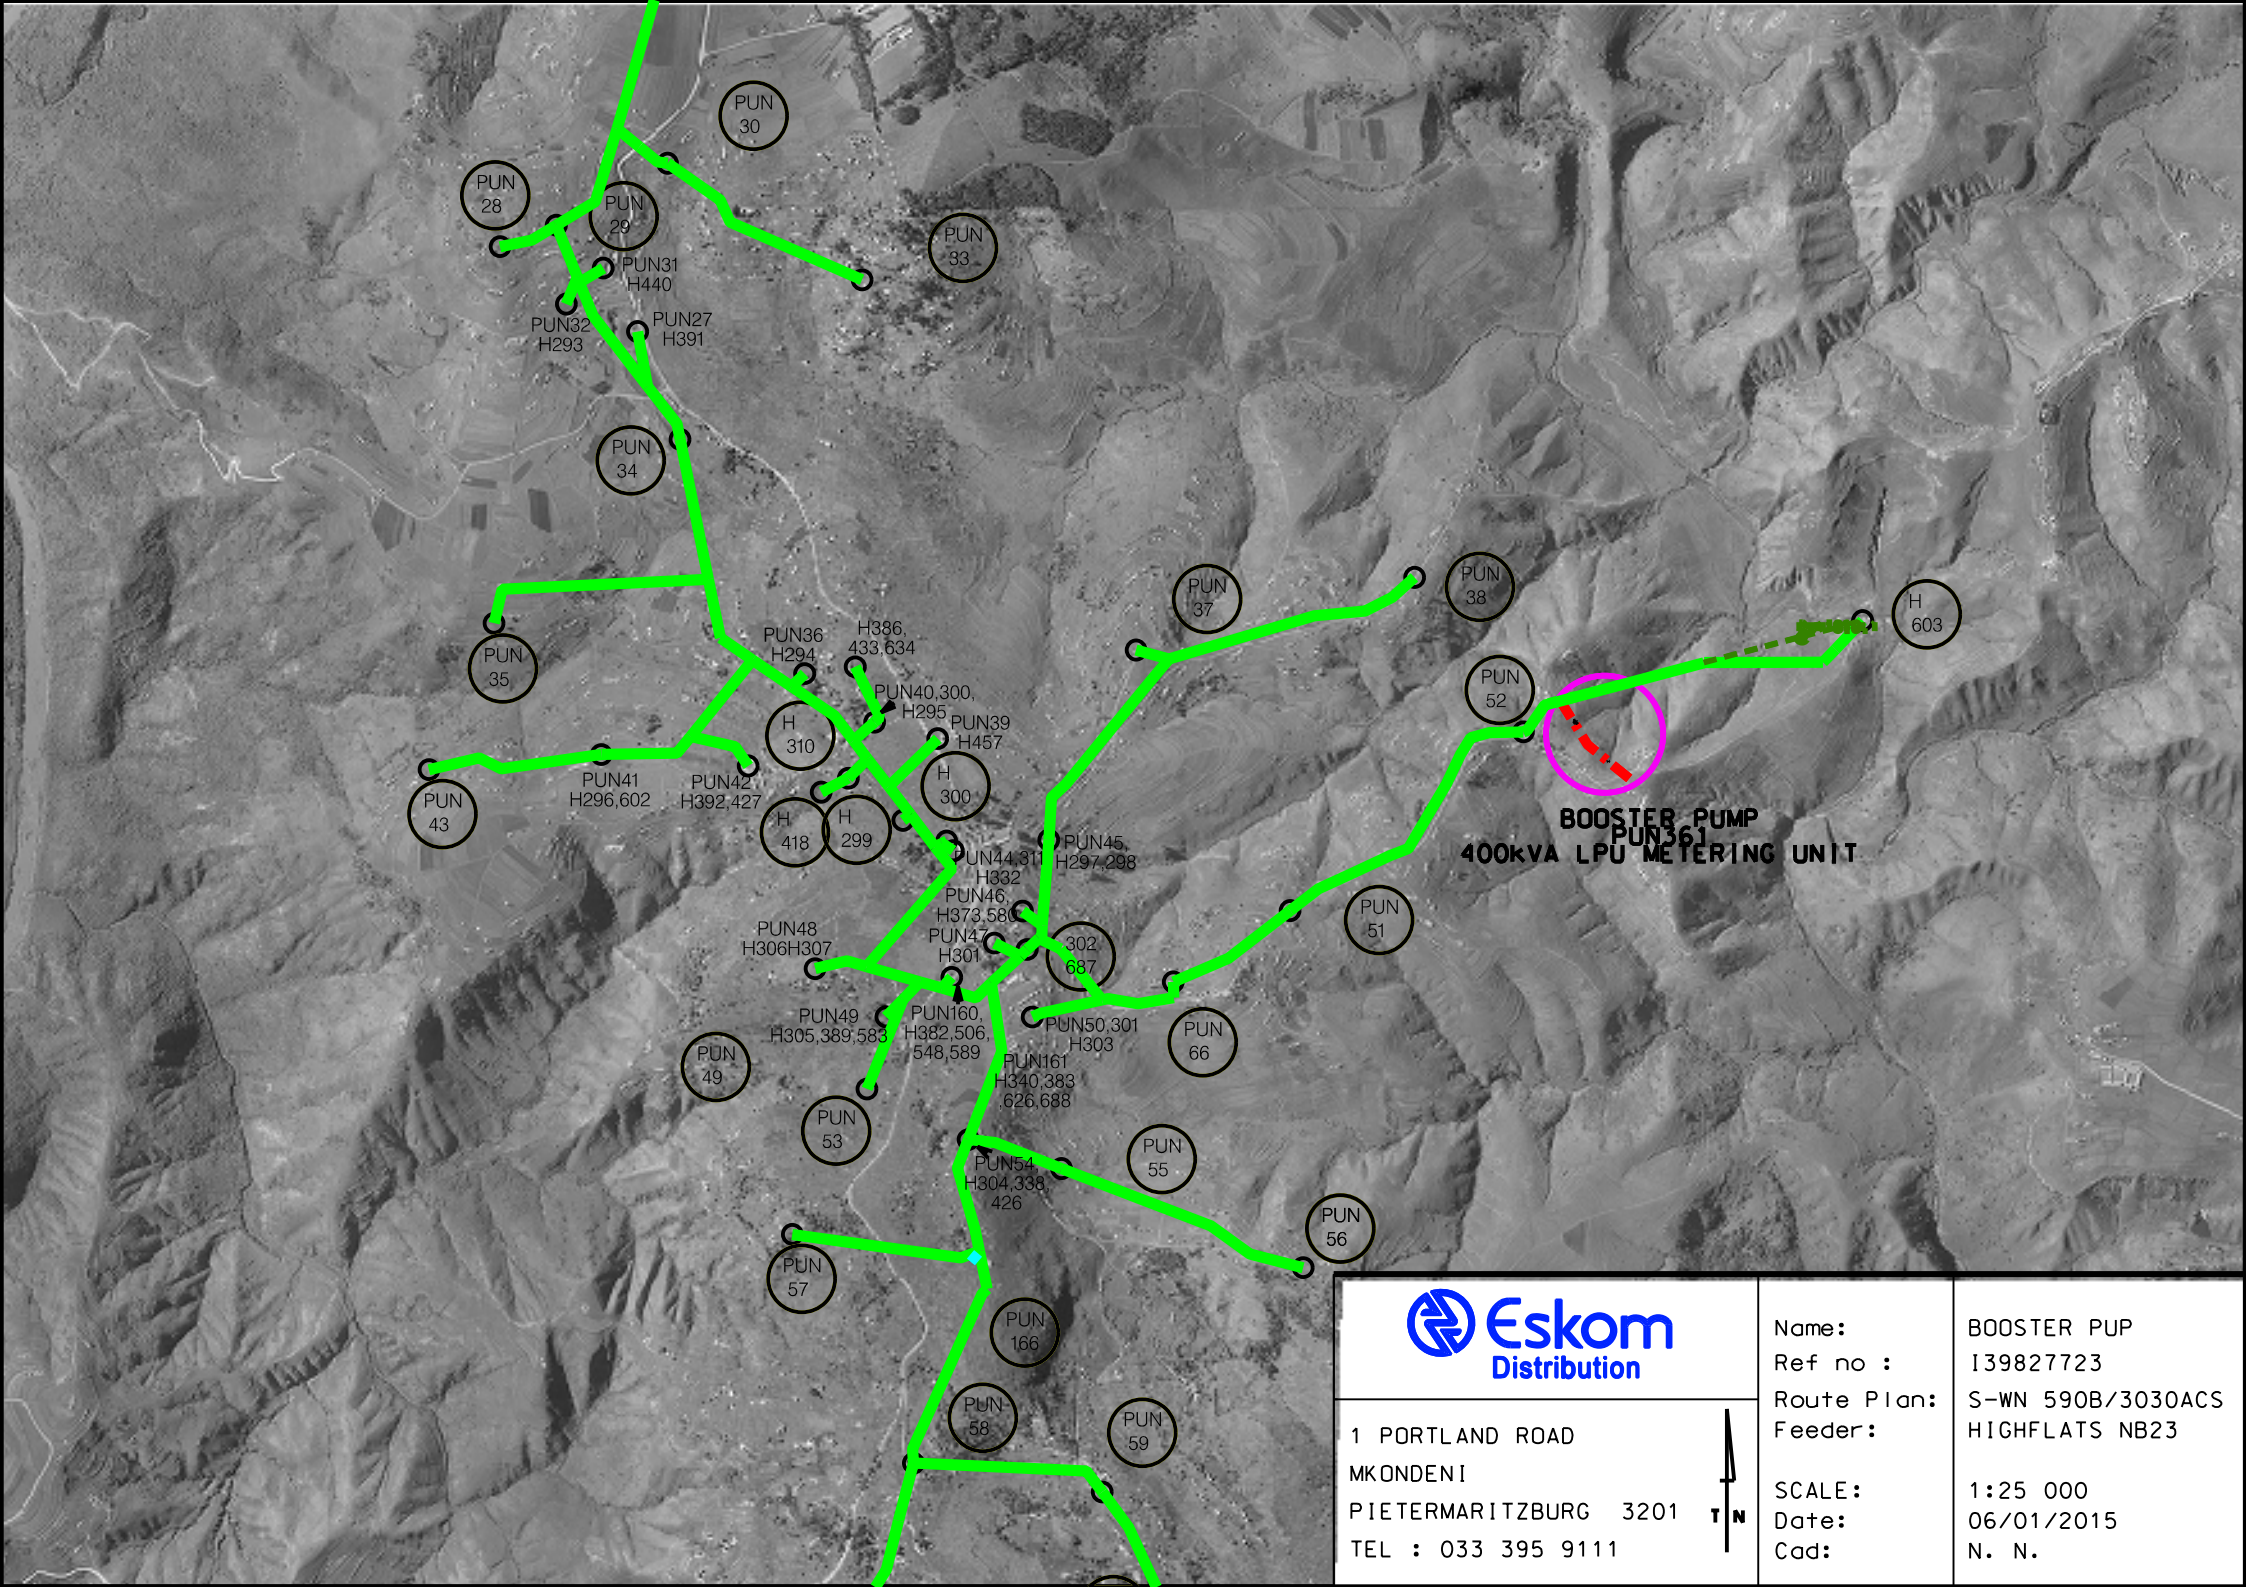 PUN
30
PUN
28
PUN
29
PUN
33
PUN31
H440
PUN32
H293
PUN27
H391
PUN
34
PUN
35
PUN
37
PUN
38
H
603
PUN36
H294
H386,
433,634
PUN
52
PUN40,300,
H295
PUN39
H457
H
310
H
300
PUN41
H296,602
PUN42
H392,427
PUN
43
H
418
H
299
BOOSTER PUMP
PUN361
400kVA LPU METERING UNIT
PUN44,311
H332
PUN45,
H297,298
PUN46,
H373,580
PUN
51
PUN48
H306H307
PUN47
H301
302
687
PUN49
H305,389,583
PUN160,
H382,506,
548,589
PUN50,301
H303
PUN
66
PUN
49
PUN161
H340,383
,626,688
PUN
53
PUN54,
H304,338,
426
PUN
55
PUN
56
PUN
57
PUN
166
PUN
58
PUN
59
Eskom
Distribution
1 PORTLAND ROAD
MKONDENI
PIETERMARITZBURG 3201
TEL : 033 395 9111
T N
Name: BOOSTER PUP
Ref no : I39827723
Route Plan: S-WN 590B/3030ACS
Feeder: HIGHFLATS NB23
SCALE: 1:25 000
Date: 06/01/2015
Cad: N. N.